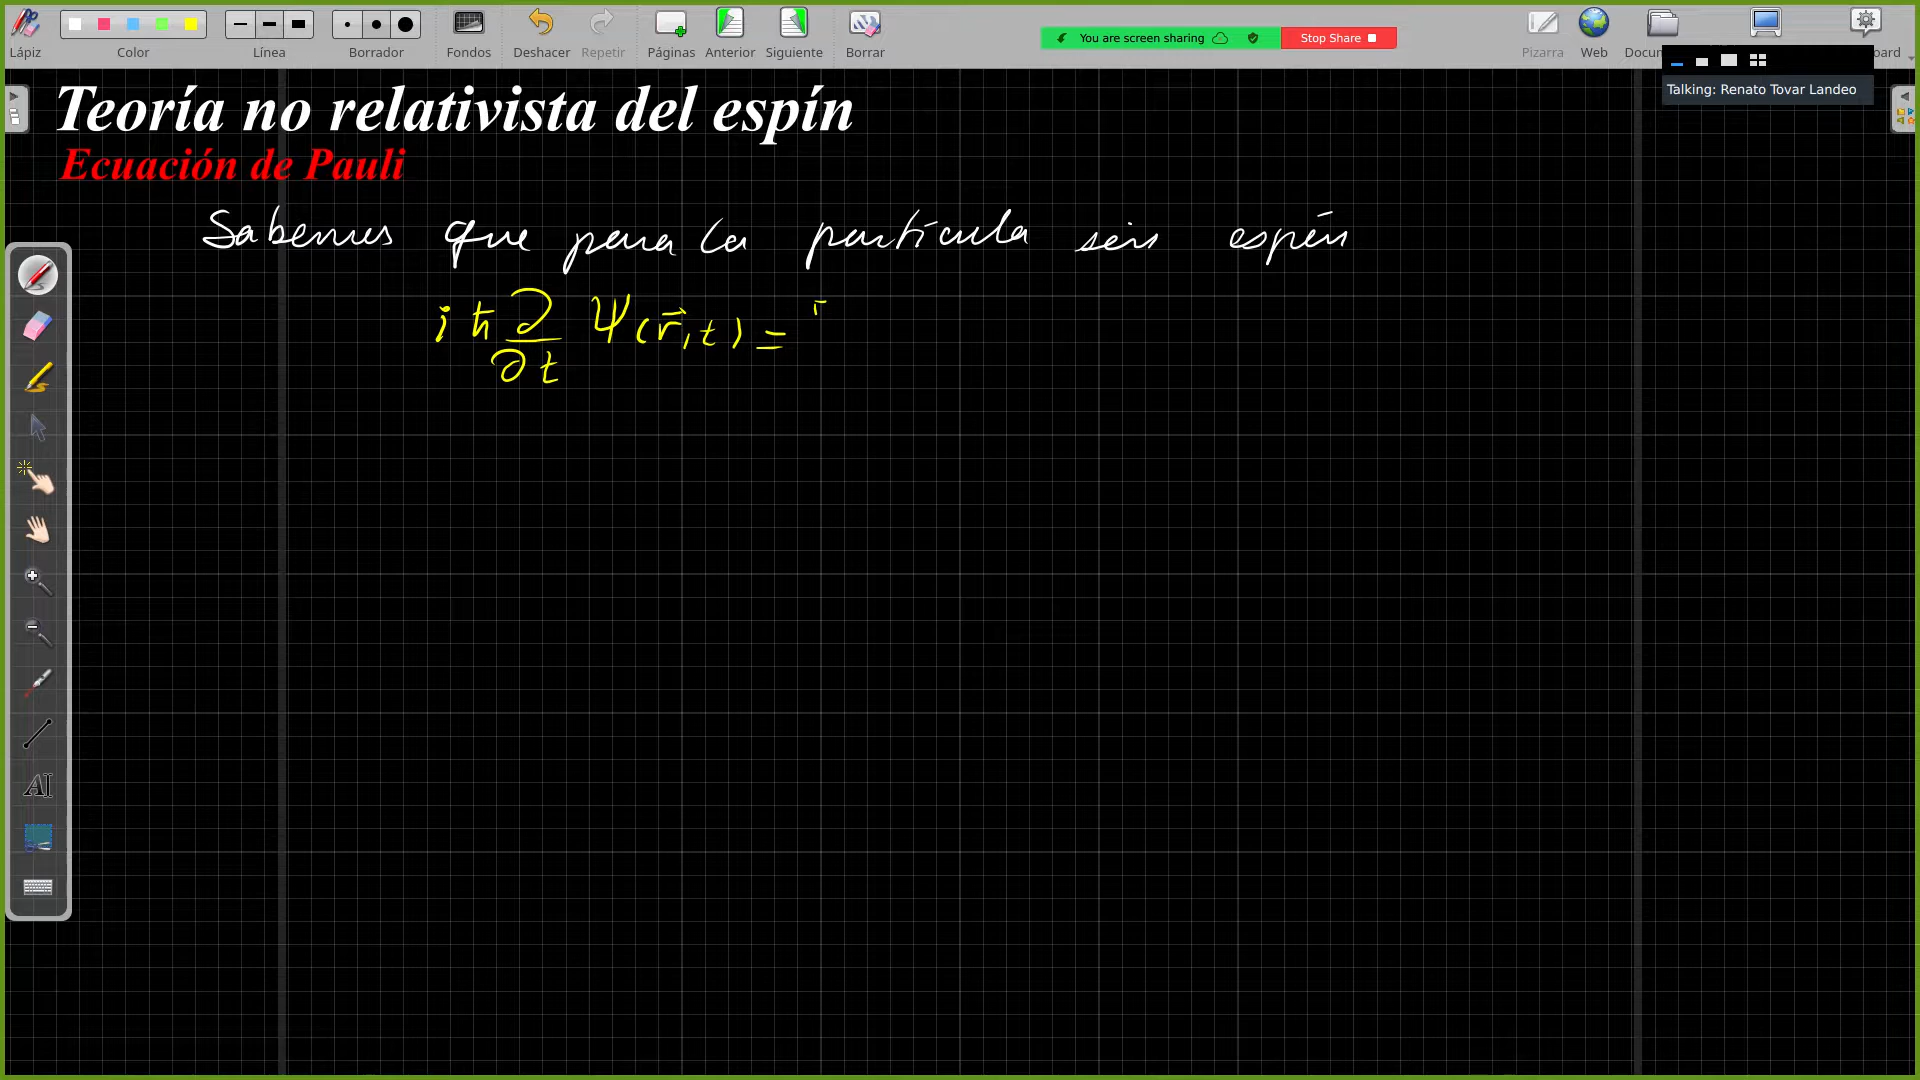 Lápiz Color Línea Borrador Fondos Deshacer Repetir Páginas Anterior Siguiente Borrar You are screen sharing Stop Share Pizarra Web Docum board
Talking: Renato Tovar Landeo
Teoría no relativista del espín
Ecuación de Pauli
Sabemos que para la partícula sin espín
iℏ ∂/∂t Ψ(r⃗,t) =